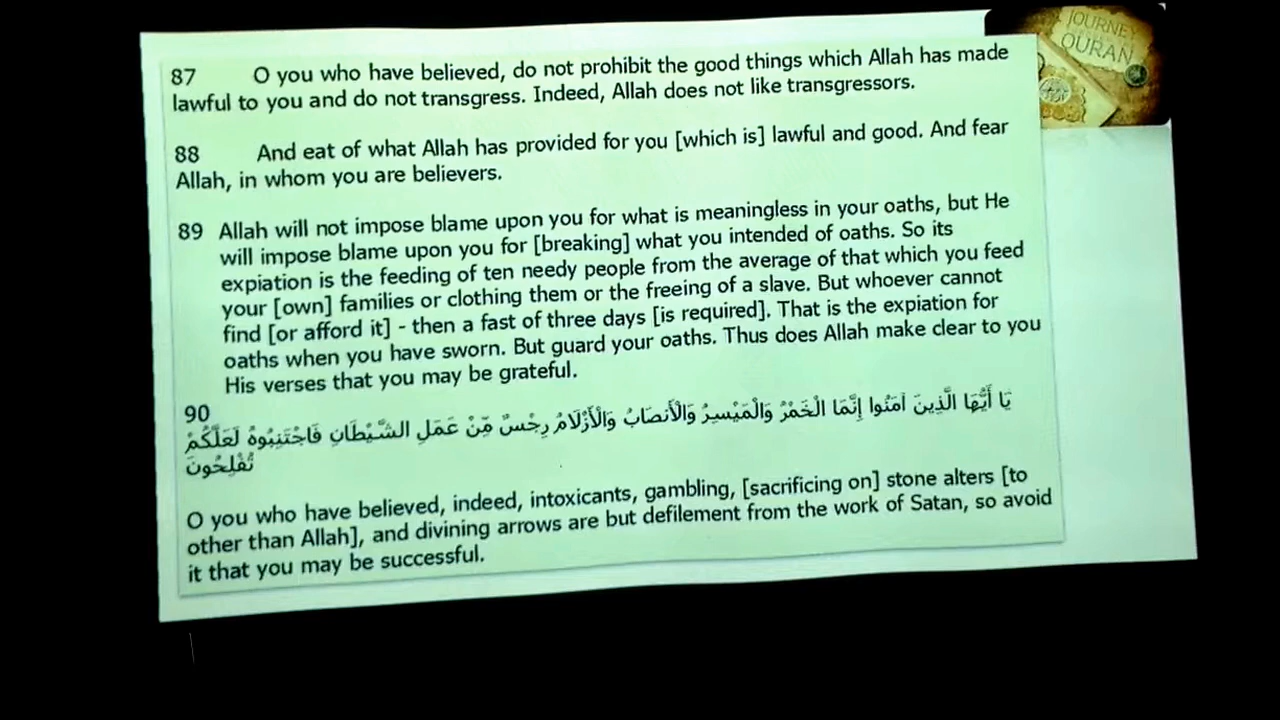 JOURNEY
QURAN
87 O you who have believed, do not prohibit the good things which Allah has made
lawful to you and do not transgress. Indeed, Allah does not like transgressors.
88 And eat of what Allah has provided for you [which is] lawful and good. And fear
Allah, in whom you are believers.
89 Allah will not impose blame upon you for what is meaningless in your oaths, but He
will impose blame upon you for [breaking] what you intended of oaths. So its
expiation is the feeding of ten needy people from the average of that which you feed
your [own] families or clothing them or the freeing of a slave. But whoever cannot
find [or afford it] - then a fast of three days [is required]. That is the expiation for
oaths when you have sworn. But guard your oaths. Thus does Allah make clear to you
His verses that you may be grateful.
90
يَا أَيُّهَا الَّذِينَ آمَنُوا إِنَّمَا الْخَمْرُ وَالْمَيْسِرُ وَالْأَنصَابُ وَالْأَزْلَامُ رِجْسٌ مِّنْ عَمَلِ الشَّيْطَانِ فَاجْتَنِبُوهُ لَعَلَّكُمْ
تُفْلِحُونَ
O you who have believed, indeed, intoxicants, gambling, [sacrificing on] stone alters [to
other than Allah], and divining arrows are but defilement from the work of Satan, so avoid
it that you may be successful.